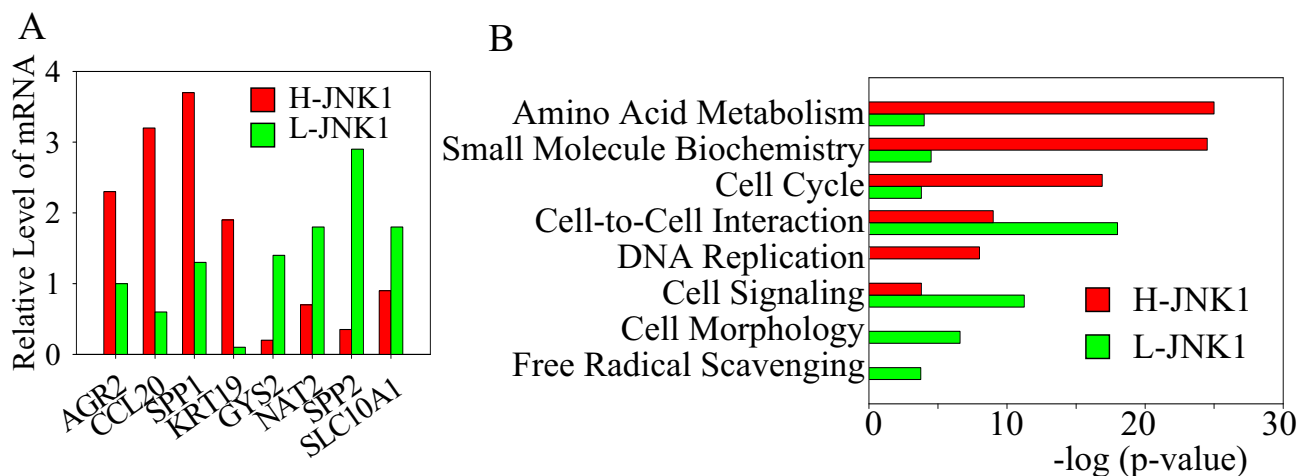 A
Relative Level of mRNA
4
3
2
1
0
H-JNK1
L-JNK1
AGR2
CCL20
SPP1
KRT19
GYS2
NAT2
SPP2
SLC10A1
B
Amino Acid Metabolism
Small Molecule Biochemistry
Cell Cycle
Cell-to-Cell Interaction
DNA Replication
Cell Signaling
Cell Morphology
Free Radical Scavenging
H-JNK1
L-JNK1
0 10 20 30
-log (p-value)